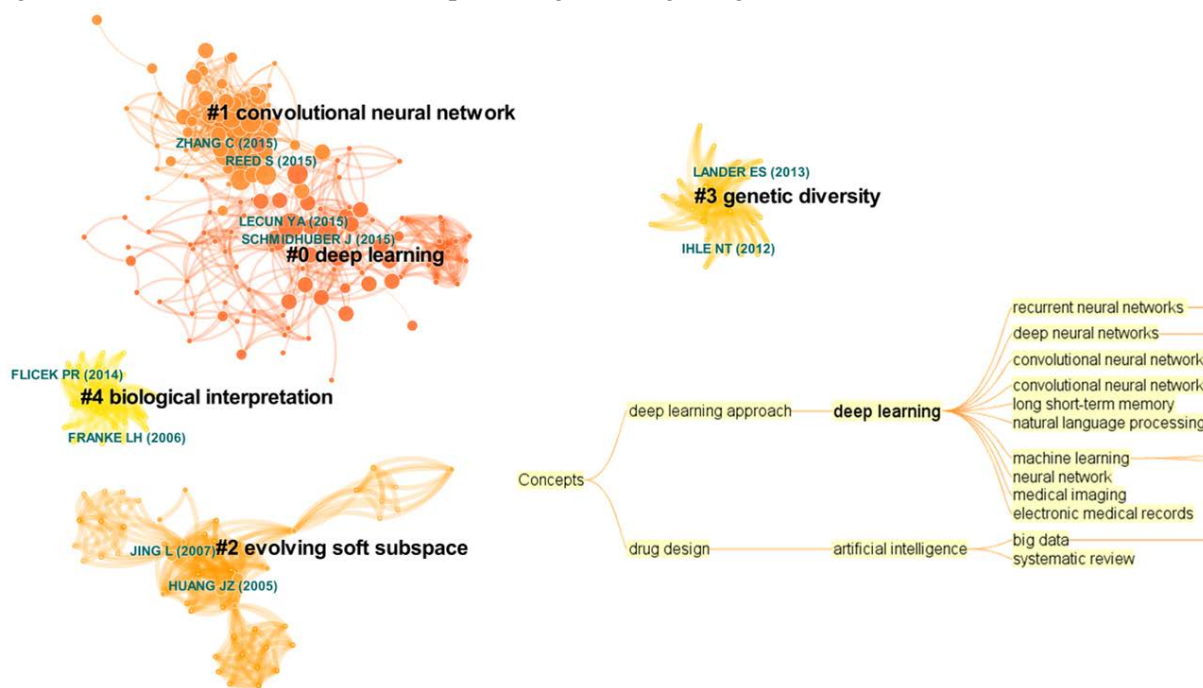 #1 convolutional neural network
ZHANG C (2015)
REED S (2015)
LECUN YA (2015)
SCHMIDHUBER J (2015)
#0 deep learning
LANDER ES (2013)
#3 genetic diversity
IHLE NT (2012)
FLICEK PR (2014)
#4 biological interpretation
FRANKE LH (2006)
JING L (2007)
#2 evolving soft subspace
HUANG JZ (2005)
Concepts
deep learning approach
deep learning
recurrent neural networks
deep neural networks
convolutional neural network
convolutional neural network
long short-term memory
natural language processing
machine learning
neural network
medical imaging
electronic medical records
drug design
artificial intelligence
big data
systematic review